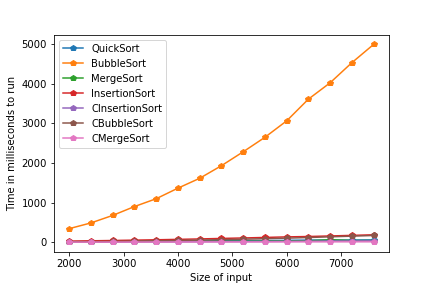 5000
4000
3000
2000
1000
0
2000
3000
4000
5000
6000
7000
Time in milliseconds to run
Size of input
QuickSort
BubbleSort
MergeSort
InsertionSort
CInsertionSort
CBubbleSort
CMergeSort